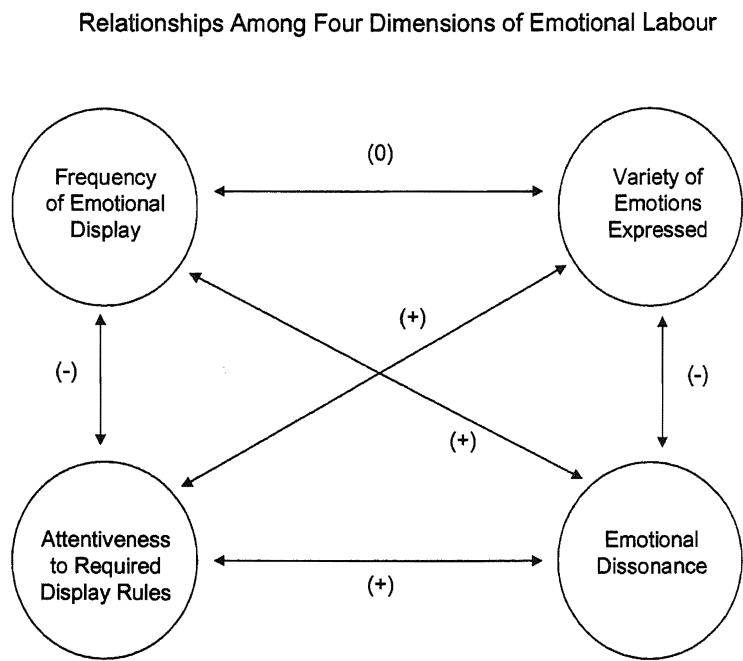 Relationships Among Four Dimensions of Emotional Labour
(0)
Frequency
of Emotional
Display
Variety of
Emotions
Expressed
(+)
(-)
(-)
(+)
Attentiveness
to Required
Display Rules
Emotional
Dissonance
(+)